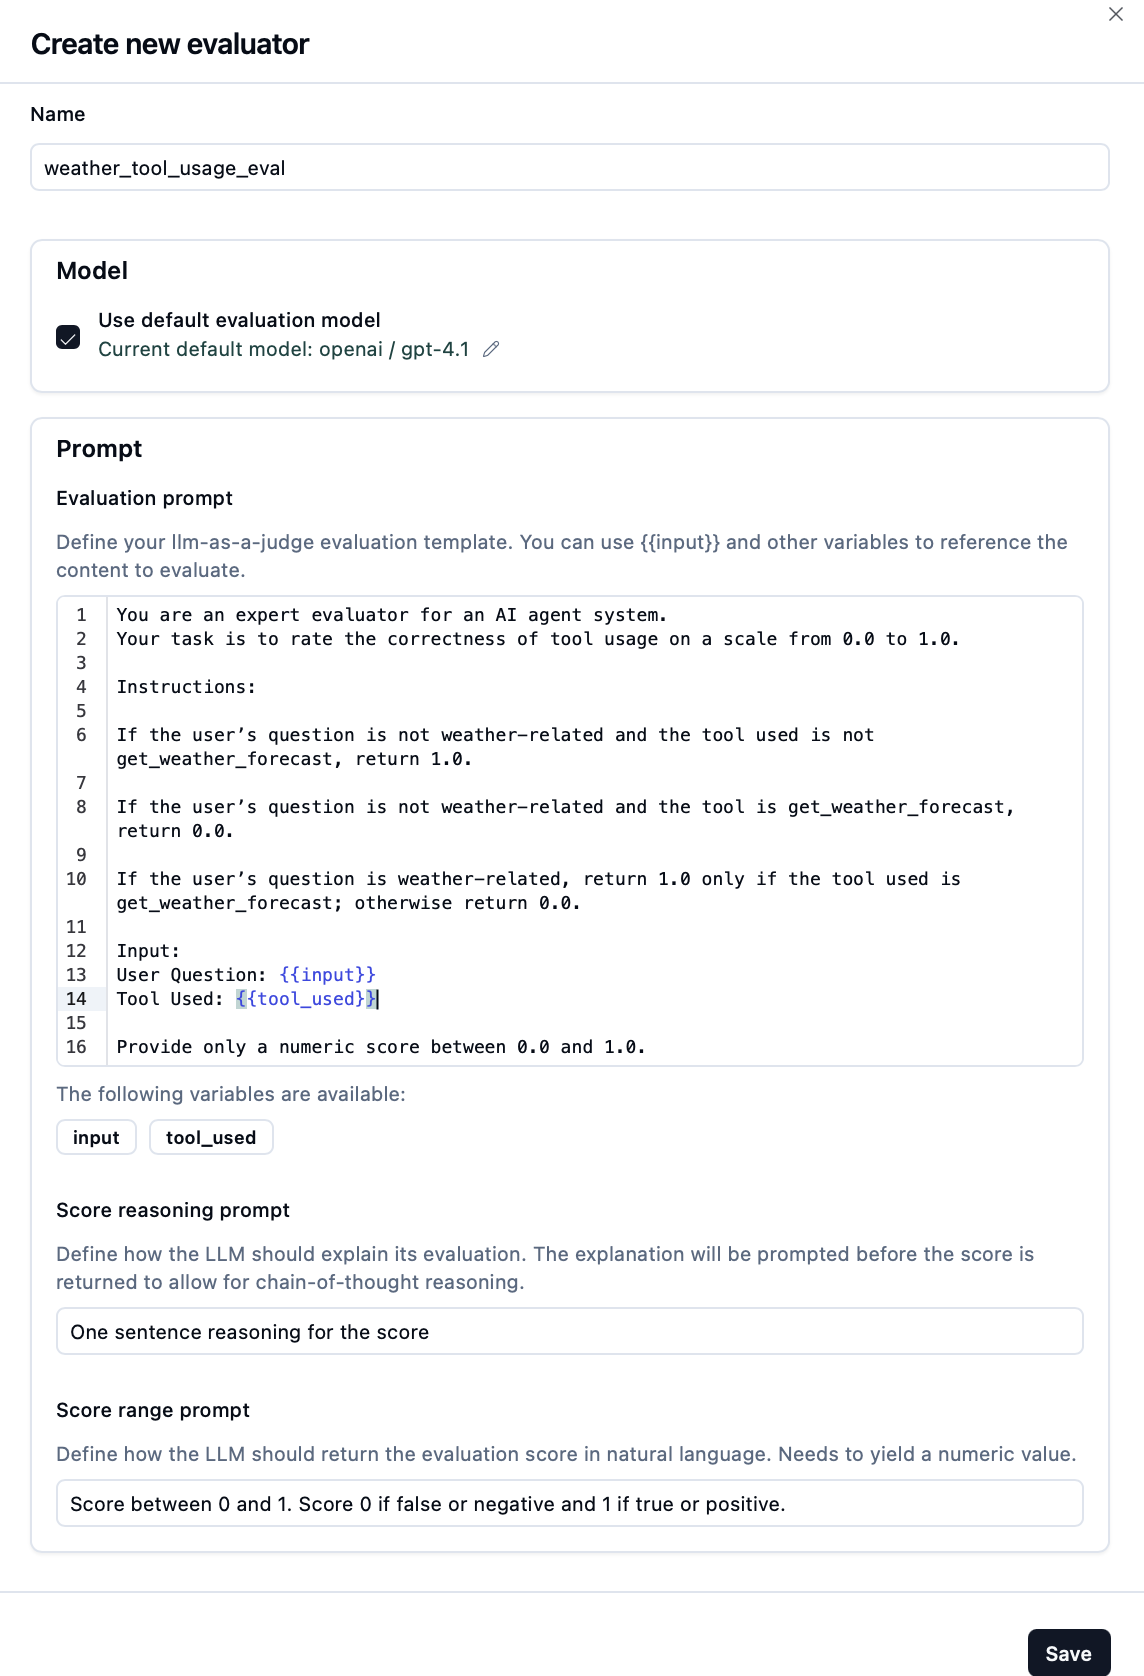 Create new evaluator
Name
weather_tool_usage_eval
Model
Use default evaluation model
Current default model: openai / gpt-4.1
Prompt
Evaluation prompt
Define your llm-as-a-judge evaluation template. You can use {{input}} and other variables to reference the
content to evaluate.
1 You are an expert evaluator for an AI agent system.
2 Your task is to rate the correctness of tool usage on a scale from 0.0 to 1.0.
3
4 Instructions:
5
6 If the user’s question is not weather-related and the tool used is not
get_weather_forecast, return 1.0.
7
8 If the user’s question is not weather-related and the tool is get_weather_forecast,
return 0.0.
9
10 If the user’s question is weather-related, return 1.0 only if the tool used is
get_weather_forecast; otherwise return 0.0.
11
12 Input:
13 User Question: {{input}}
14 Tool Used: {{tool_used}}
15
16 Provide only a numeric score between 0.0 and 1.0.
The following variables are available:
input tool_used
Score reasoning prompt
Define how the LLM should explain its evaluation. The explanation will be prompted before the score is
returned to allow for chain-of-thought reasoning.
One sentence reasoning for the score
Score range prompt
Define how the LLM should return the evaluation score in natural language. Needs to yield a numeric value.
Score between 0 and 1. Score 0 if false or negative and 1 if true or positive.
Save